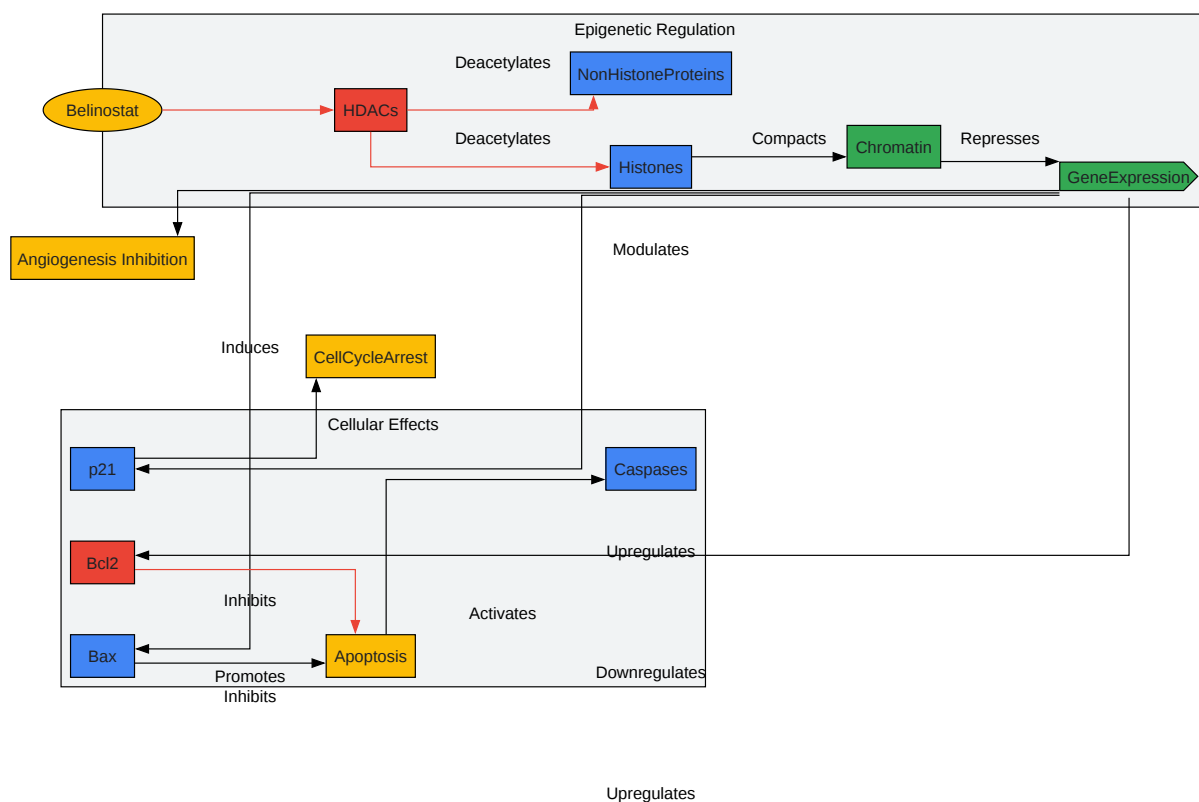 Epigenetic Regulation
Deacetylates
NonHistoneProteins
Belinostat
HDACs
Deacetylates
Compacts
Chromatin
Represses
Histones
GeneExpression
Angiogenesis Inhibition
Modulates
Induces
CellCycleArrest
Cellular Effects
p21
Caspases
Upregulates
Bcl2
Inhibits
Activates
Bax
Apoptosis
Promotes
Downregulates
Inhibits
Upregulates